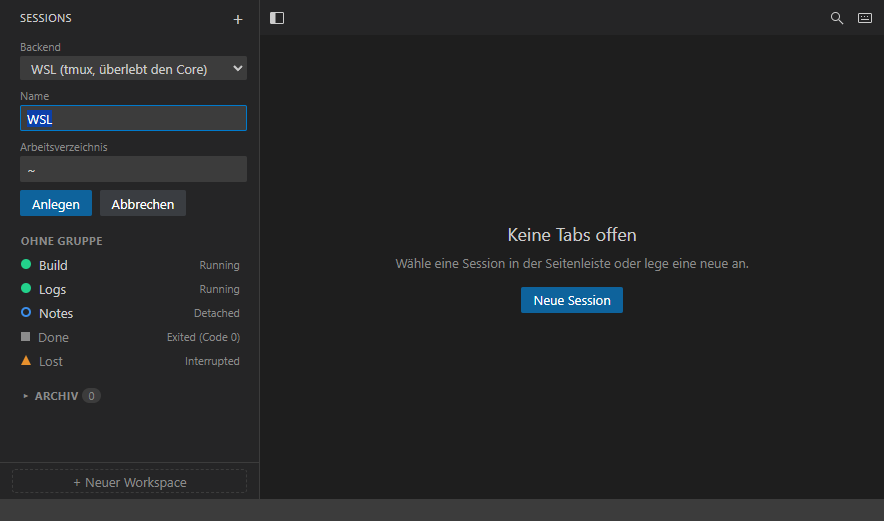 SESSIONS +
Backend
WSL (tmux, überlebt den Core)
Name
WSL
Arbeitsverzeichnis
~
Anlegen Abbrechen
OHNE GRUPPE
Build Running
Logs Running
Notes Detached
Done Exited (Code 0)
Lost Interrupted
ARCHIV 0
+ Neuer Workspace
Keine Tabs offen
Wähle eine Session in der Seitenleiste oder lege eine neue an.
Neue Session